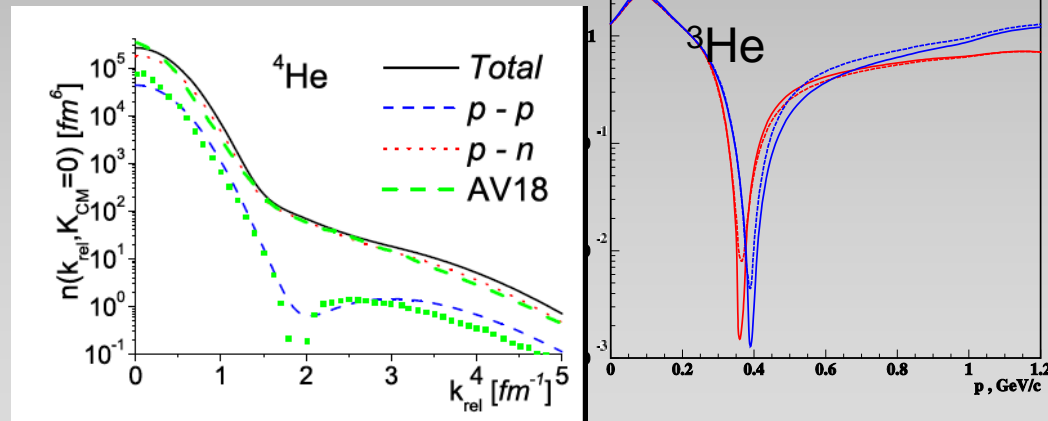 n(k_rel,K_CM=0) [fm^6]
10^5
10^4
10^3
10^2
10^1
10^0
10^-1
^4He
Total
p - p
p - n
AV18
0 1 2 3 4 5
k_rel [fm^-1]
^3He
1
-1
-2
-3
0 0.2 0.4 0.6 0.8 1 1.2
p , GeV/c